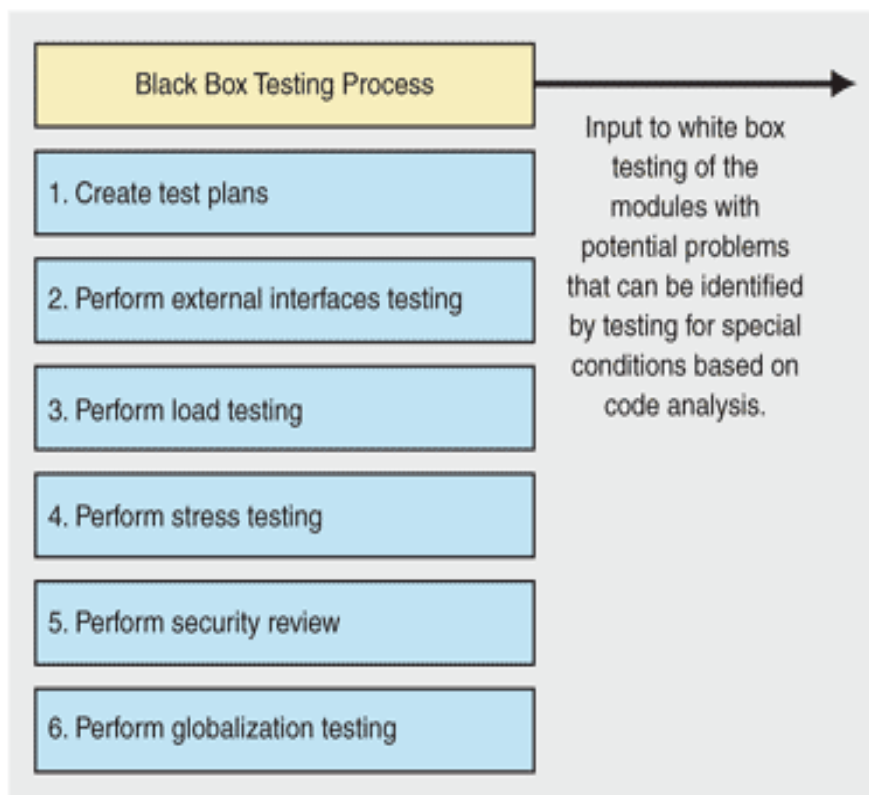 Black Box Testing Process
Input to white box
testing of the
modules with
potential problems
that can be identified
by testing for special
conditions based on
code analysis.
1. Create test plans
2. Perform external interfaces testing
3. Perform load testing
4. Perform stress testing
5. Perform security review
6. Perform globalization testing